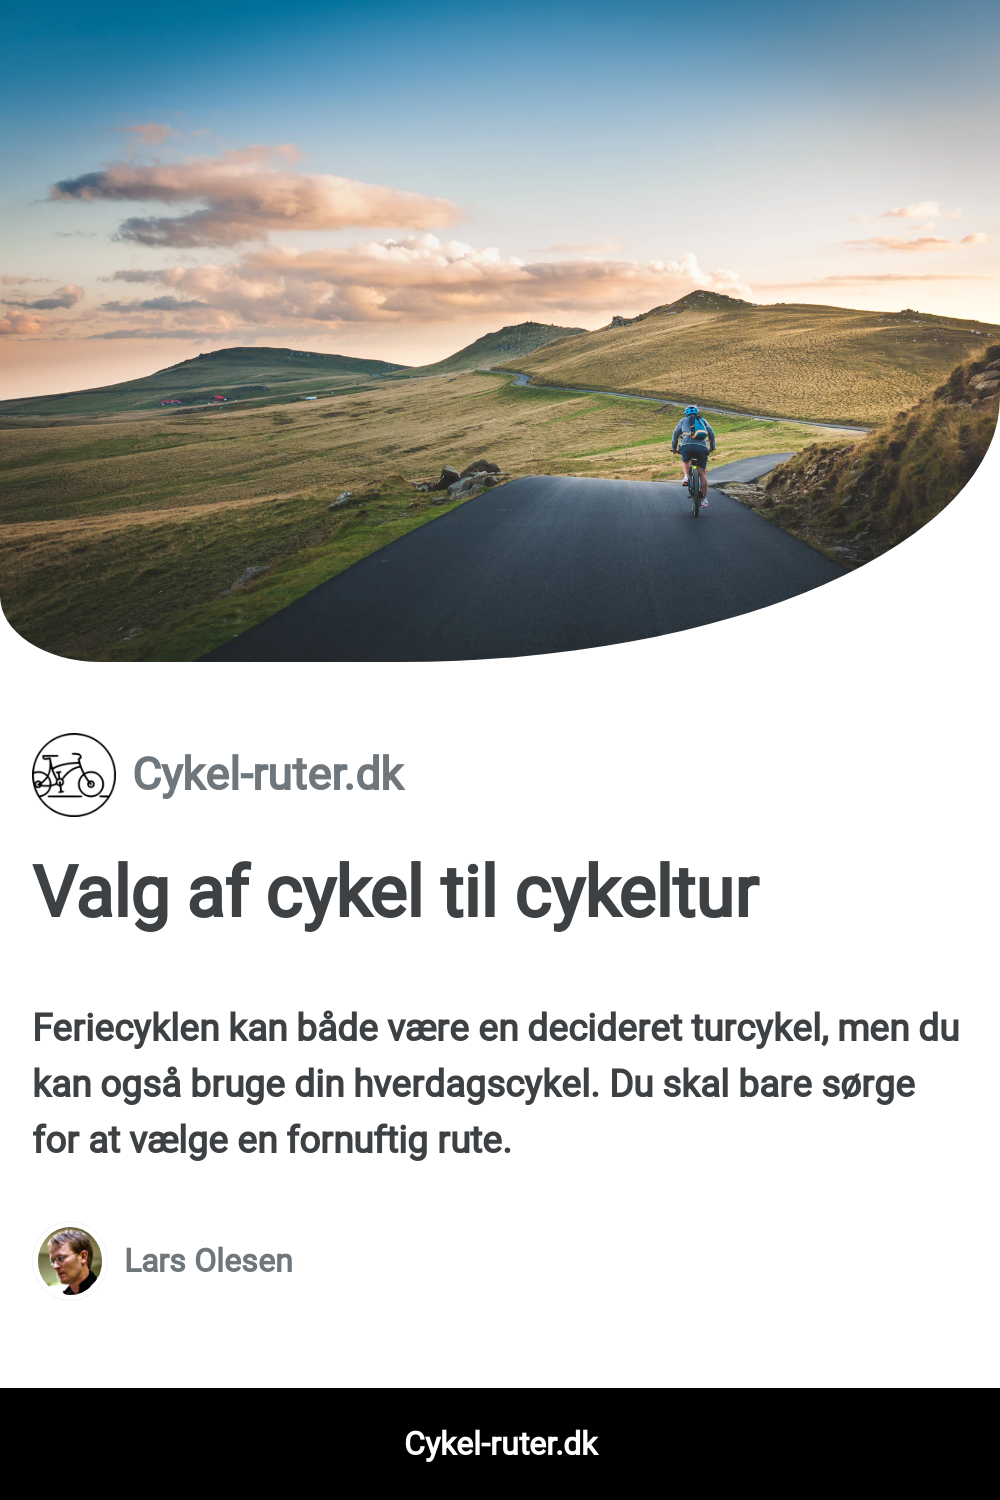 Cykel-ruter.dk
Valg af cykel til cykeltur
Feriecyklen kan både være en decideret turcykel, men du
kan også bruge din hverdagscykel. Du skal bare sørge
for at vælge en fornuftig rute.
Lars Olesen
Cykel-ruter.dk